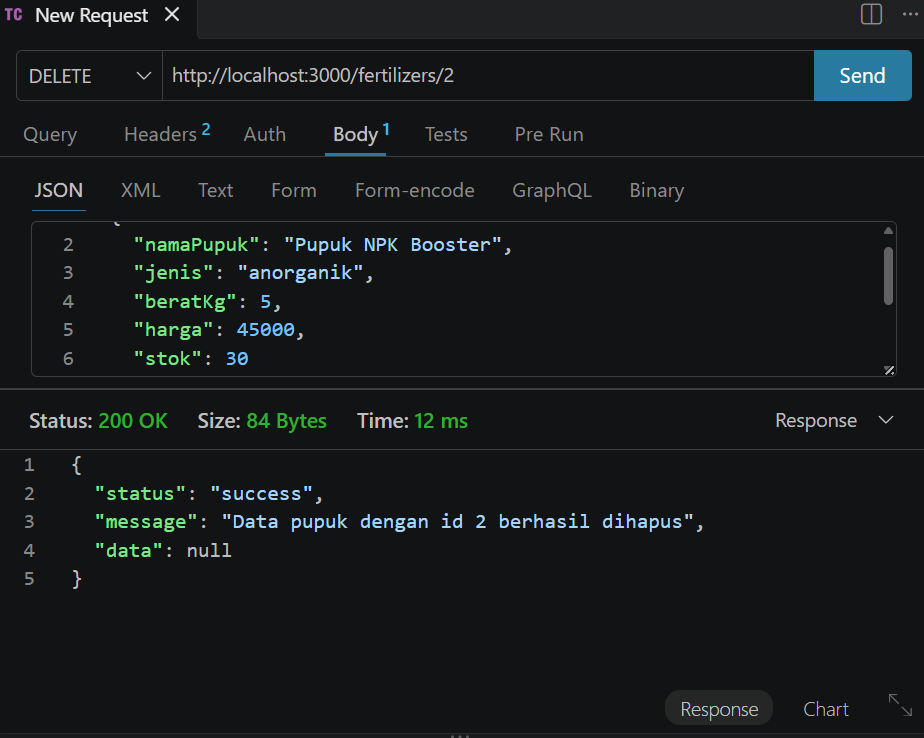 TC New Request
DELETE http://localhost:3000/fertilizers/2 Send
Query Headers 2 Auth Body 1 Tests Pre Run
JSON XML Text Form Form-encode GraphQL Binary
2 "namaPupuk": "Pupuk NPK Booster",
3 "jenis": "anorganik",
4 "beratKg": 5,
5 "harga": 45000,
6 "stok": 30
Status: 200 OK Size: 84 Bytes Time: 12 ms Response
1 {
2 "status": "success",
3 "message": "Data pupuk dengan id 2 berhasil dihapus",
4 "data": null
5 }
Response Chart